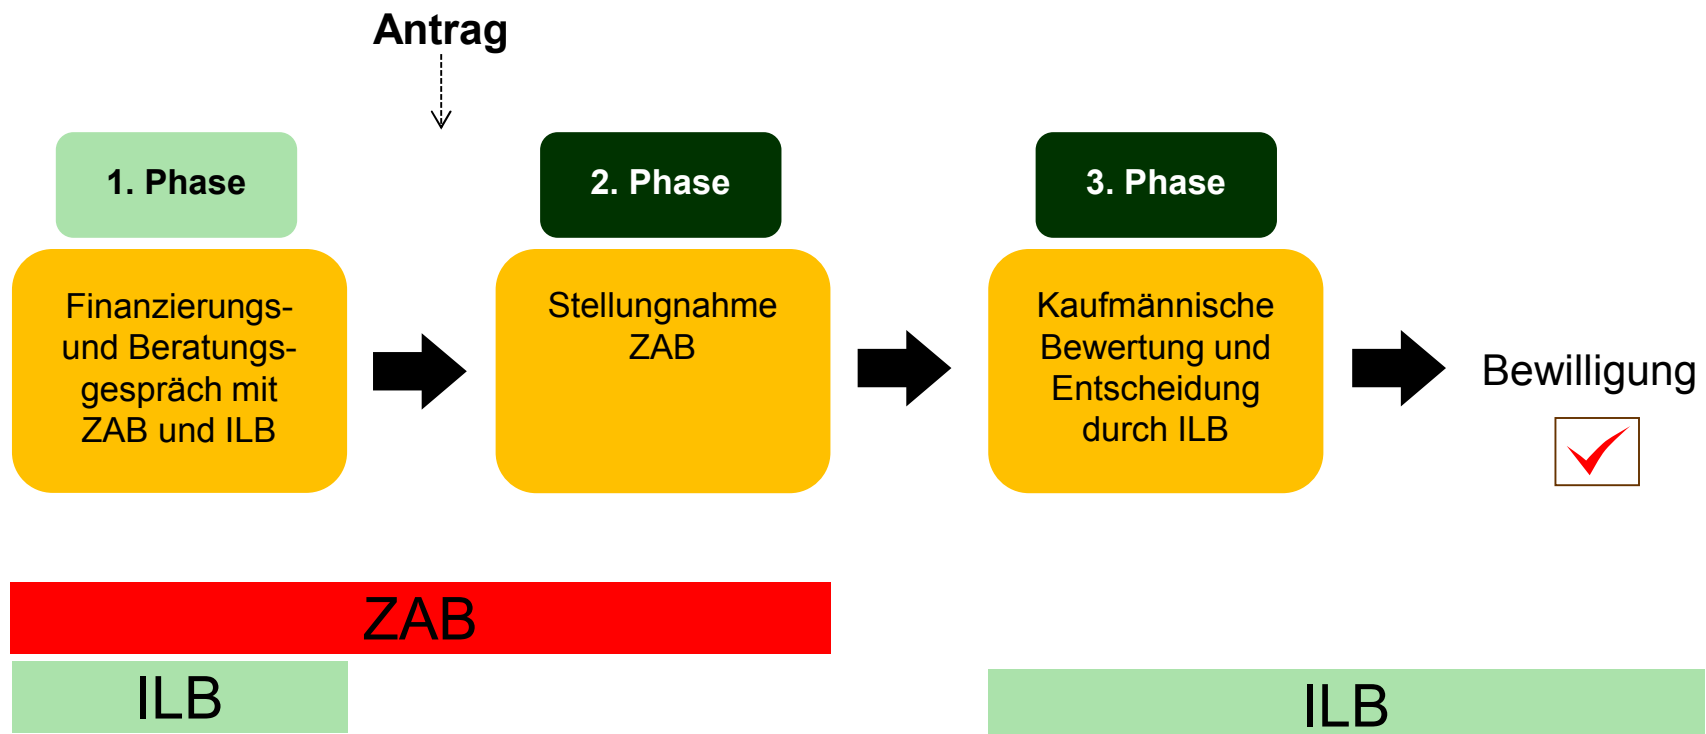 Antrag
1. Phase
2. Phase
3. Phase
Finanzierungs-
und Beratungs-
gespräch mit
ZAB und ILB
Stellungnahme
ZAB
Kaufmännische
Bewertung und
Entscheidung
durch ILB
Bewilligung
ZAB
ILB
ILB